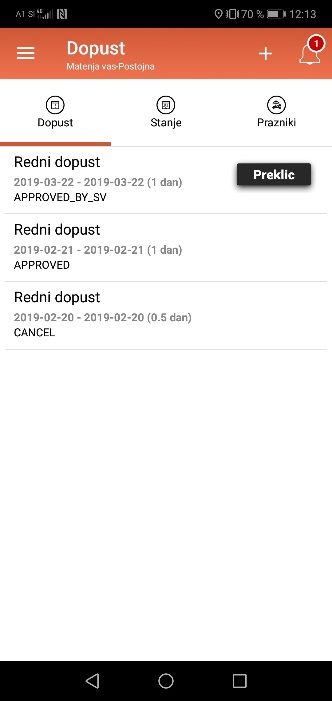 A1 SI 70 % 12:13
Dopust
Matenja vas-Postojna
1
Dopust
Stanje
Prazniki
Redni dopust
2019-03-22 - 2019-03-22 (1 dan)
APPROVED_BY_SV
Preklic
Redni dopust
2019-02-21 - 2019-02-21 (1 dan)
APPROVED
Redni dopust
2019-02-20 - 2019-02-20 (0.5 dan)
CANCEL